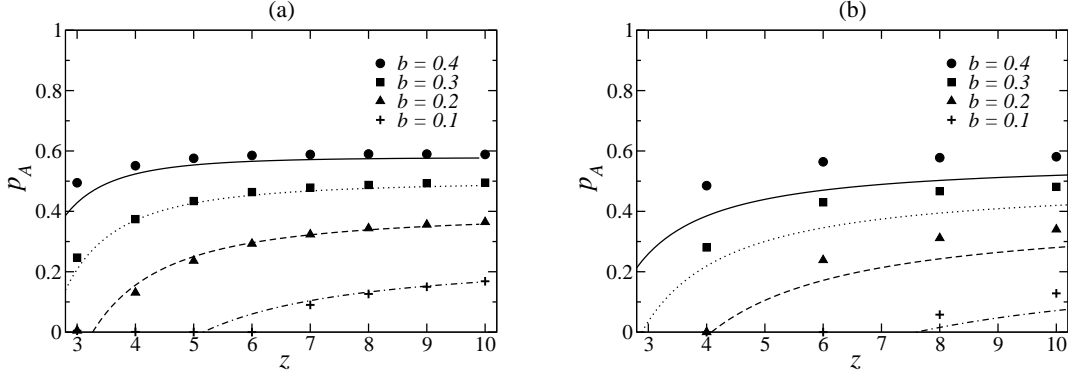 (a)
1
0.8
0.6
0.4
0.2
0
p_A
b = 0.4
b = 0.3
b = 0.2
b = 0.1
3 4 5 6 7 8 9 10
z
(b)
1
0.8
0.6
0.4
0.2
0
p_A
b = 0.4
b = 0.3
b = 0.2
b = 0.1
3 4 5 6 7 8 9 10
z